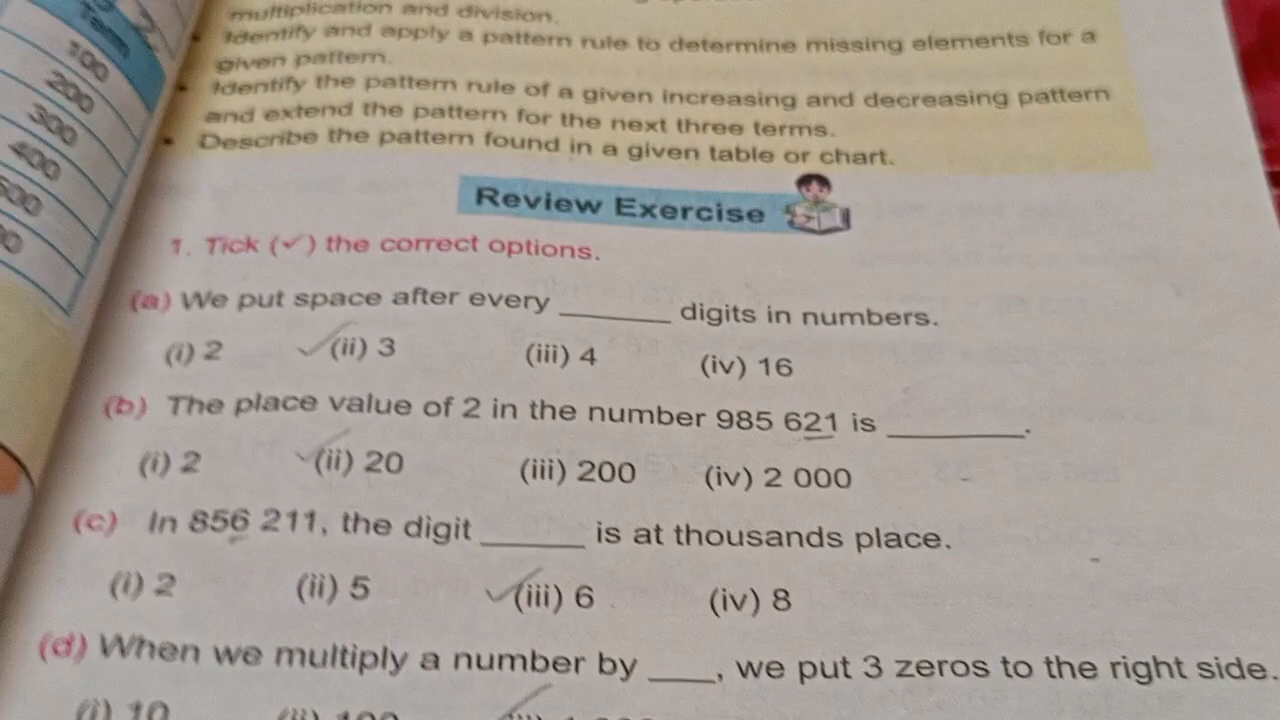 Term
100
200
300
400
500
multiplication and division.
• Identify and apply a pattern rule to determine missing elements for a
given pattern.
• Identify the pattern rule of a given increasing and decreasing pattern
and extend the pattern for the next three terms.
• Describe the pattern found in a given table or chart.
Review Exercise
1. Tick (✓) the correct options.
(a) We put space after every ______ digits in numbers.
(i) 2 ✓(ii) 3 (iii) 4 (iv) 16
(b) The place value of 2 in the number 985 621 is ______.
(i) 2 ✓(ii) 20 (iii) 200 (iv) 2 000
(c) In 856 211, the digit ______ is at thousands place.
(i) 2 (ii) 5 ✓(iii) 6 (iv) 8
(d) When we multiply a number by ____, we put 3 zeros to the right side.
(i) 10 (ii) 100